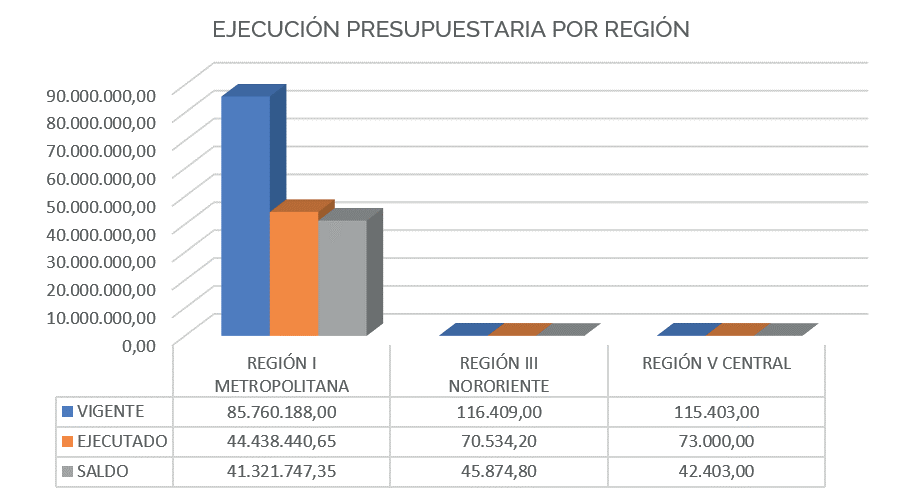 EJECUCIÓN PRESUPUESTARIA POR REGIÓN
90.000.000,00
80.000.000,00
70.000.000,00
60.000.000,00
50.000.000,00
40.000.000,00
30.000.000,00
20.000.000,00
10.000.000,00
0,00
REGIÓN I METROPOLITANA
REGIÓN III NORORIENTE
REGIÓN V CENTRAL
VIGENTE 85.760.188,00 116.409,00 115.403,00
EJECUTADO 44.438.440,65 70.534,20 73.000,00
SALDO 41.321.747,35 45.874,80 42.403,00